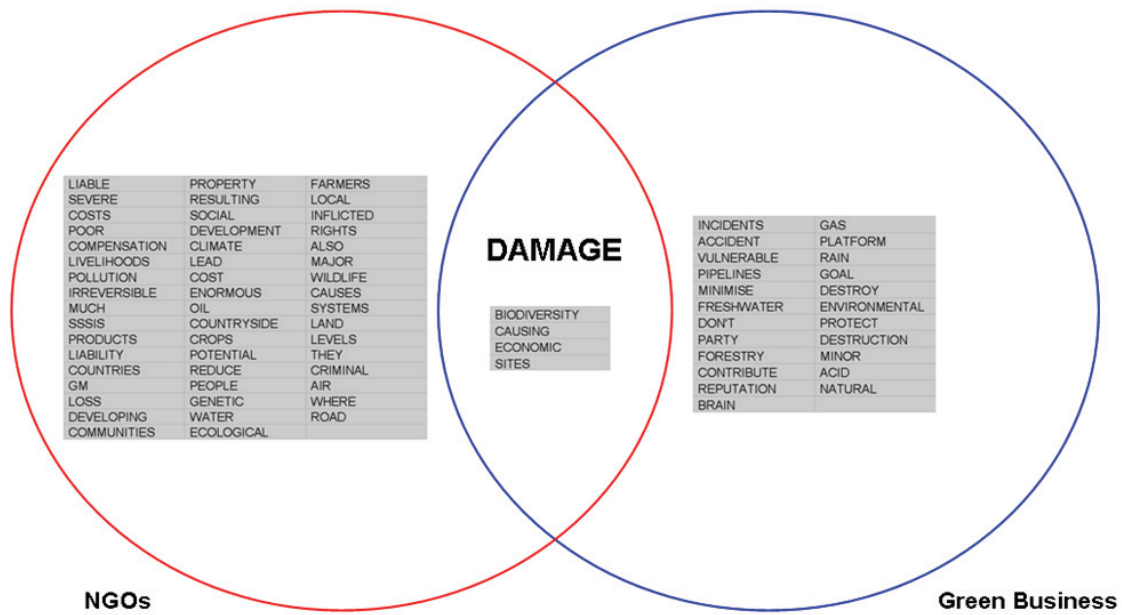 LIABLE PROPERTY FARMERS
SEVERE RESULTING LOCAL
COSTS SOCIAL INFLICTED
POOR DEVELOPMENT RIGHTS
COMPENSATION CLIMATE ALSO
LIVELIHOODS LEAD MAJOR
POLLUTION COST WILDLIFE
IRREVERSIBLE ENORMOUS CAUSES
MUCH OIL SYSTEMS
SSSIS COUNTRYSIDE LAND
PRODUCTS CROPS LEVELS
LIABILITY POTENTIAL THEY
COUNTRIES REDUCE CRIMINAL
GM PEOPLE AIR
LOSS GENETIC WHERE
DEVELOPING WATER ROAD
COMMUNITIES ECOLOGICAL
DAMAGE
BIODIVERSITY
CAUSING
ECONOMIC
SITES
INCIDENTS GAS
ACCIDENT PLATFORM
VULNERABLE RAIN
PIPELINES GOAL
MINIMISE DESTROY
FRESHWATER ENVIRONMENTAL
DON'T PROTECT
PARTY DESTRUCTION
FORESTRY MINOR
CONTRIBUTE ACID
REPUTATION NATURAL
BRAIN
NGOs
Green Business